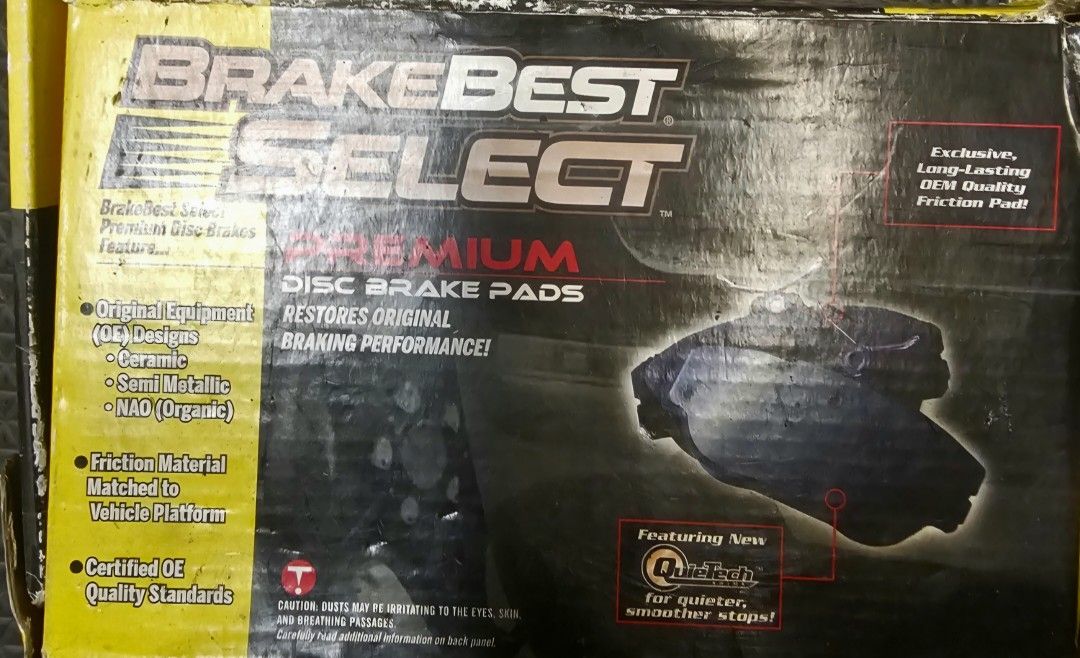 BRAKEBEST®
SELECT™
BrakeBest Select
Premium Disc Brakes
Feature...
• Original Equipment
(OE) Designs
• Ceramic
• Semi Metallic
• NAO (Organic)
• Friction Material
Matched to
Vehicle Platform
• Certified OE
Quality Standards
PREMIUM
DISC BRAKE PADS
RESTORES ORIGINAL
BRAKING PERFORMANCE!
Exclusive,
Long-Lasting
OEM Quality
Friction Pad!
Featuring New
QuieTech
for quieter,
smoother stops!
CAUTION: DUSTS MAY BE IRRITATING TO THE EYES, SKIN,
AND BREATHING PASSAGES.
Carefully read additional information on back panel.